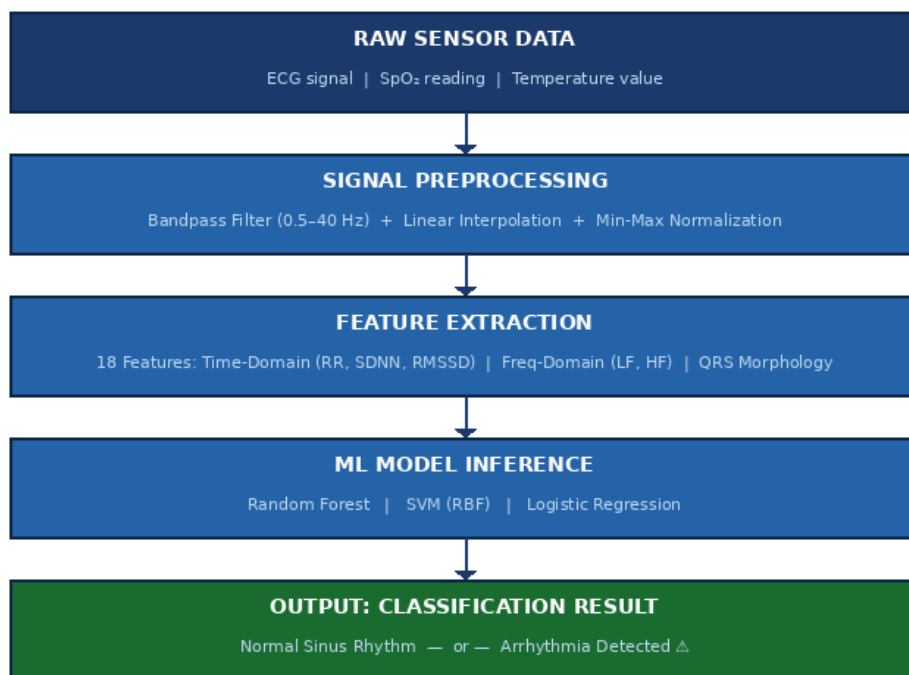 RAW SENSOR DATA
ECG signal | SpO₂ reading | Temperature value
SIGNAL PREPROCESSING
Bandpass Filter (0.5–40 Hz) + Linear Interpolation + Min-Max Normalization
FEATURE EXTRACTION
18 Features: Time-Domain (RR, SDNN, RMSSD) | Freq-Domain (LF, HF) | QRS Morphology
ML MODEL INFERENCE
Random Forest | SVM (RBF) | Logistic Regression
OUTPUT: CLASSIFICATION RESULT
Normal Sinus Rhythm — or — Arrhythmia Detected ⚠